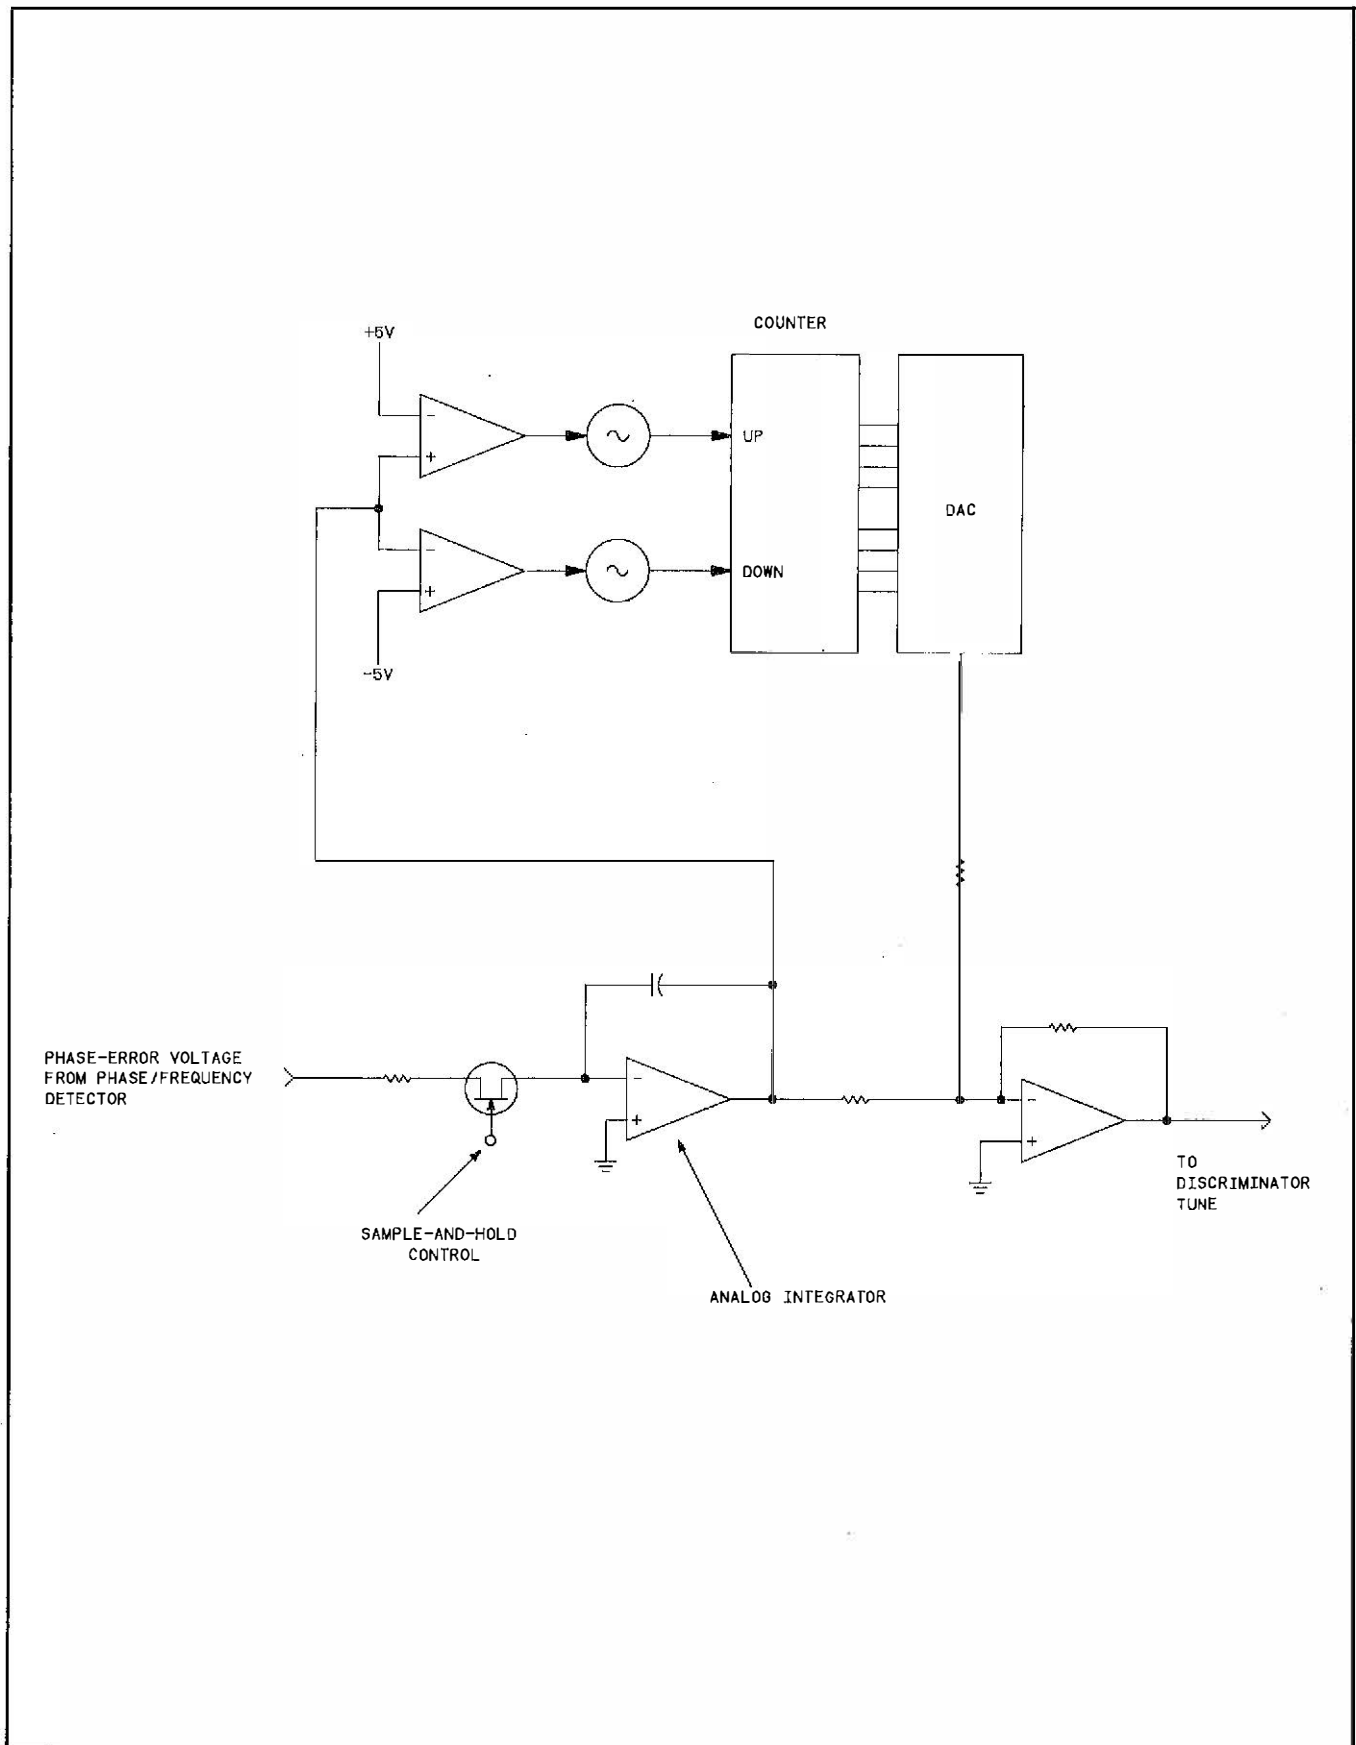 COUNTER
+5V
-
+
UP
DAC
-
+
DOWN
-5V
PHASE-ERROR VOLTAGE
FROM PHASE/FREQUENCY
DETECTOR
-
+
-
+
TO
DISCRIMINATOR
TUNE
SAMPLE-AND-HOLD
CONTROL
ANALOG INTEGRATOR